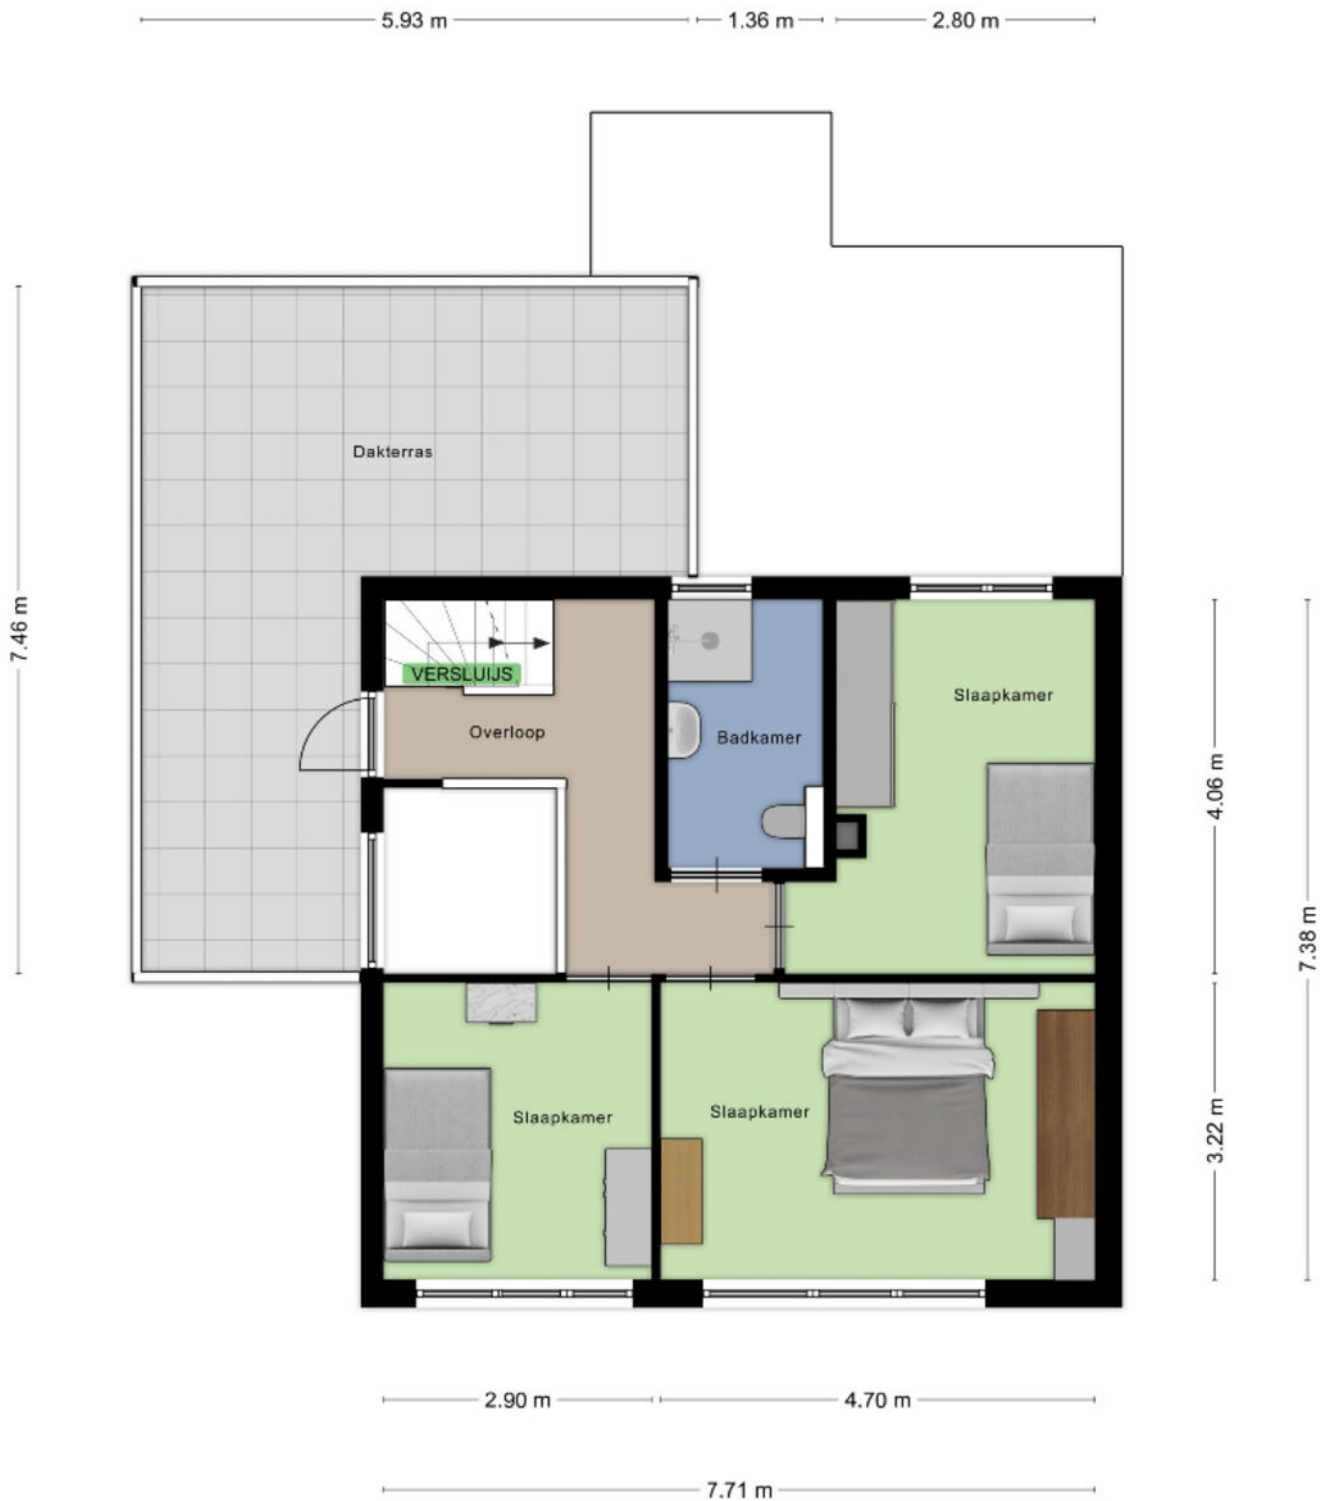 5.93 m
1.36 m
2.80 m
Dakterras
7.46 m
VERSLUIJS
Overloop
Badkamer
Slaapkamer
4.06 m
7.38 m
Slaapkamer
Slaapkamer
3.22 m
2.90 m
4.70 m
7.71 m